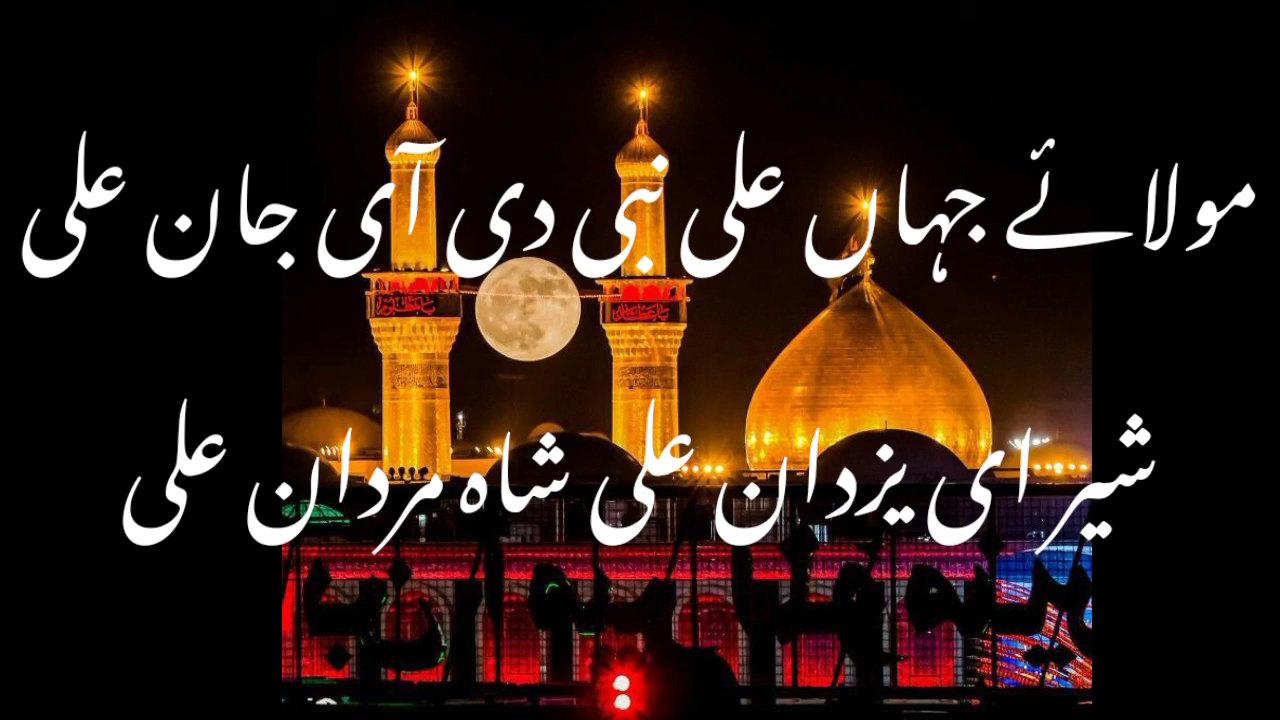 مولائے جہاں علی نبی دی آی جان علی
شیر ای یزدان علی شاہ مردان علی